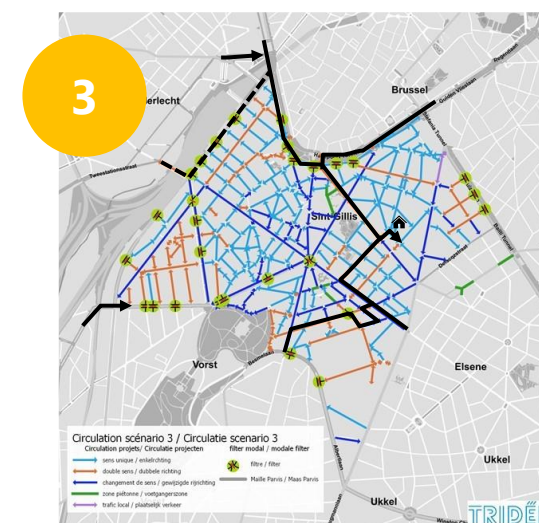 3
erlecht
Brussel
Sint-Gillis
Vorst
Elsene
Ukkel
Ukkel
Circulation scénario 3 / Circulatie scenario 3
Circulation projets/ Circulatie projecten
filter modal / modale filter
sens unique / enkelrichting
double sens / dubbele richting
changement de sens / gewijzigde rijrichting
zone piétonne / voetgangerszone
trafic local / plaatselijk verkeer
filtre / filter
Maille Parvis / Maas Parvis
TRIDÉE